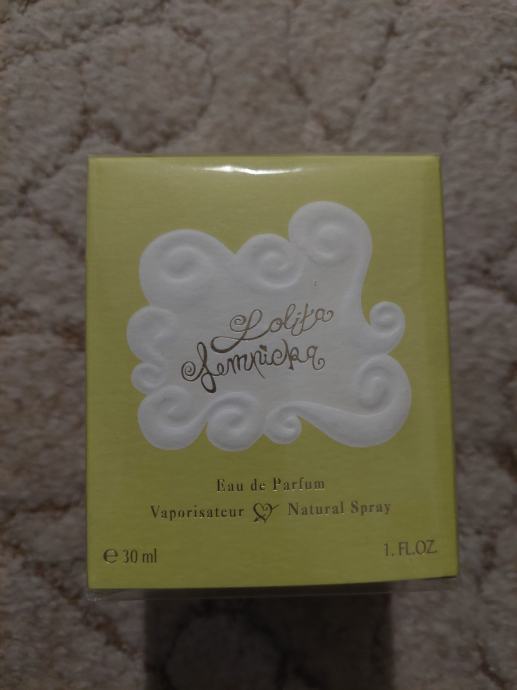 Lolita
Lempicka
Eau de Parfum
Vaporisateur Natural Spray
℮ 30 ml
1. FL.OZ.